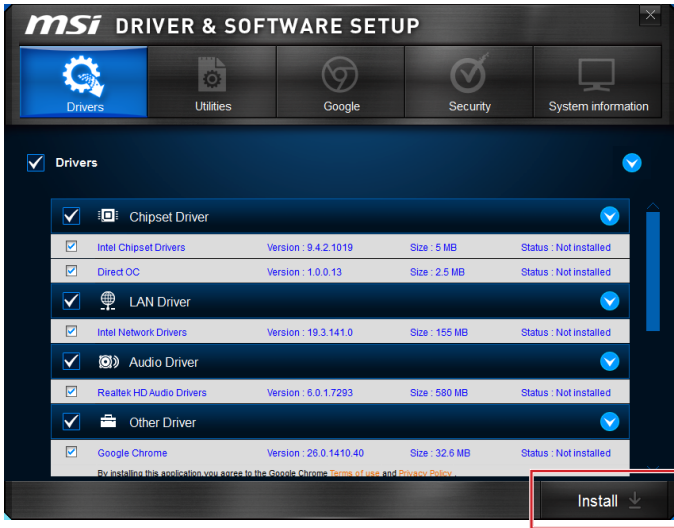 msi DRIVER & SOFTWARE SETUP
Drivers Utilities Google Security System information
Drivers
Chipset Driver
Intel Chipset Drivers Version : 9.4.2.1019 Size : 5 MB Status : Not installed
Direct OC Version : 1.0.0.13 Size : 2.5 MB Status : Not installed
LAN Driver
Intel Network Drivers Version : 19.3.141.0 Size : 155 MB Status : Not installed
Audio Driver
Realtek HD Audio Drivers Version : 6.0.1.7293 Size : 580 MB Status : Not installed
Other Driver
Google Chrome Version : 26.0.1410.40 Size : 32.6 MB Status : Not installed
By installing this application,you agree to the Google Chrome Terms of use and Privacy Policy .
Install